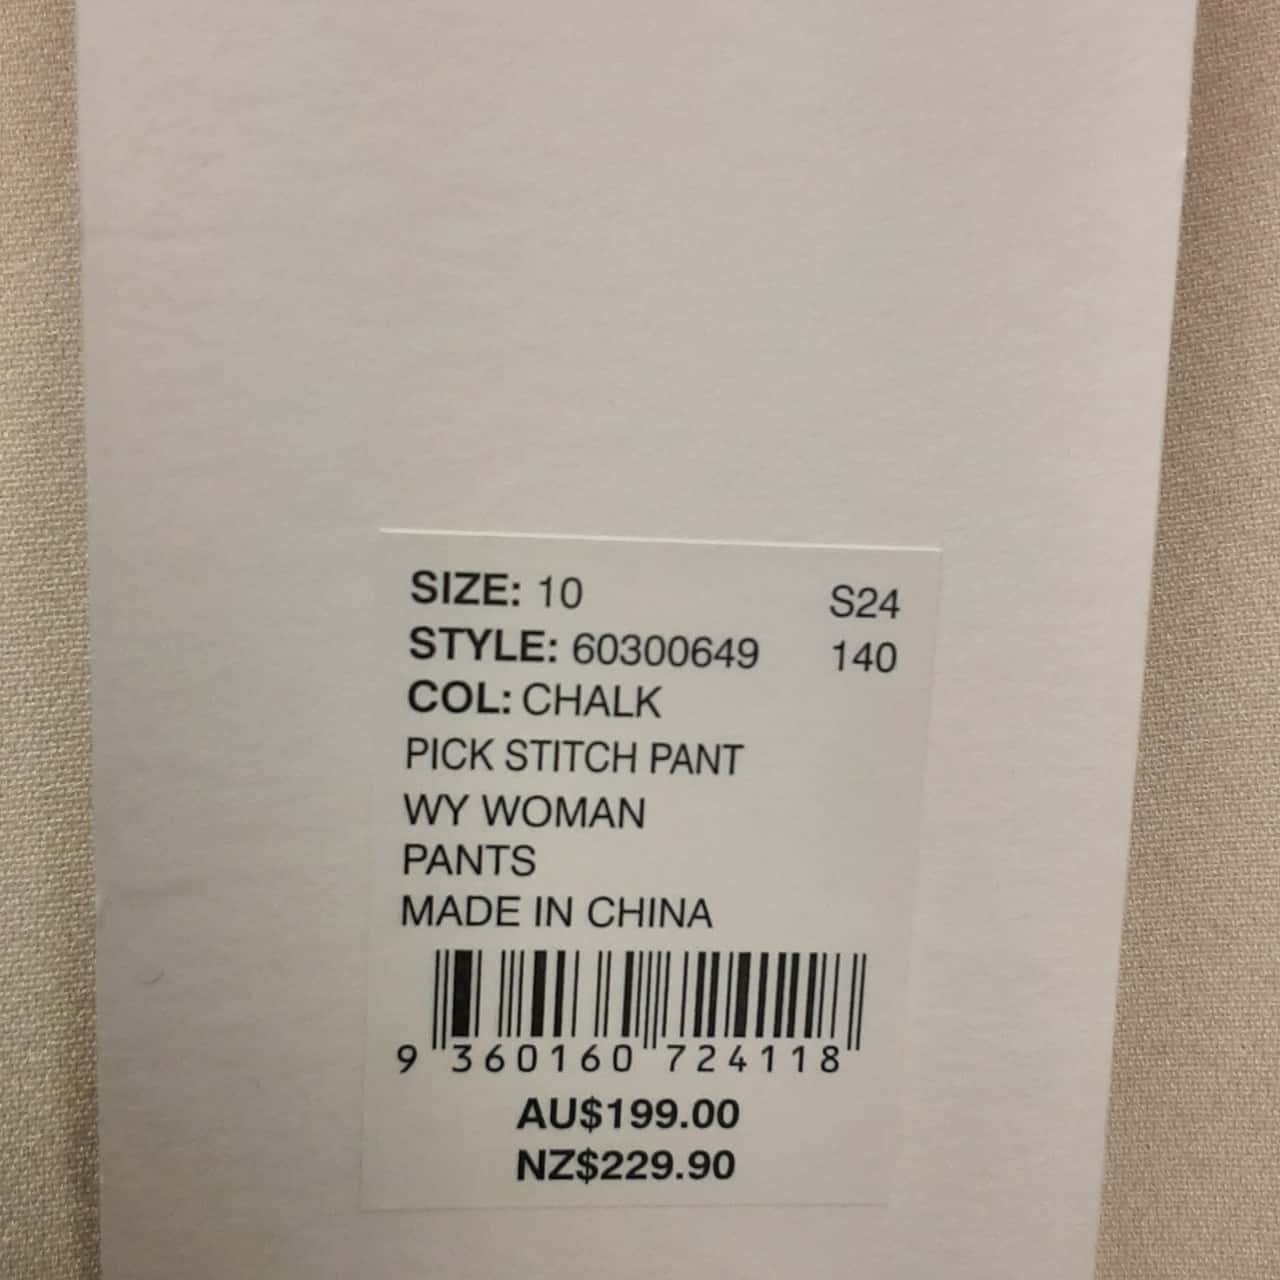 SIZE: 10 S24
STYLE: 60300649 140
COL: CHALK
PICK STITCH PANT
WY WOMAN
PANTS
MADE IN CHINA
9 360160 724118
AU$199.00
NZ$229.90